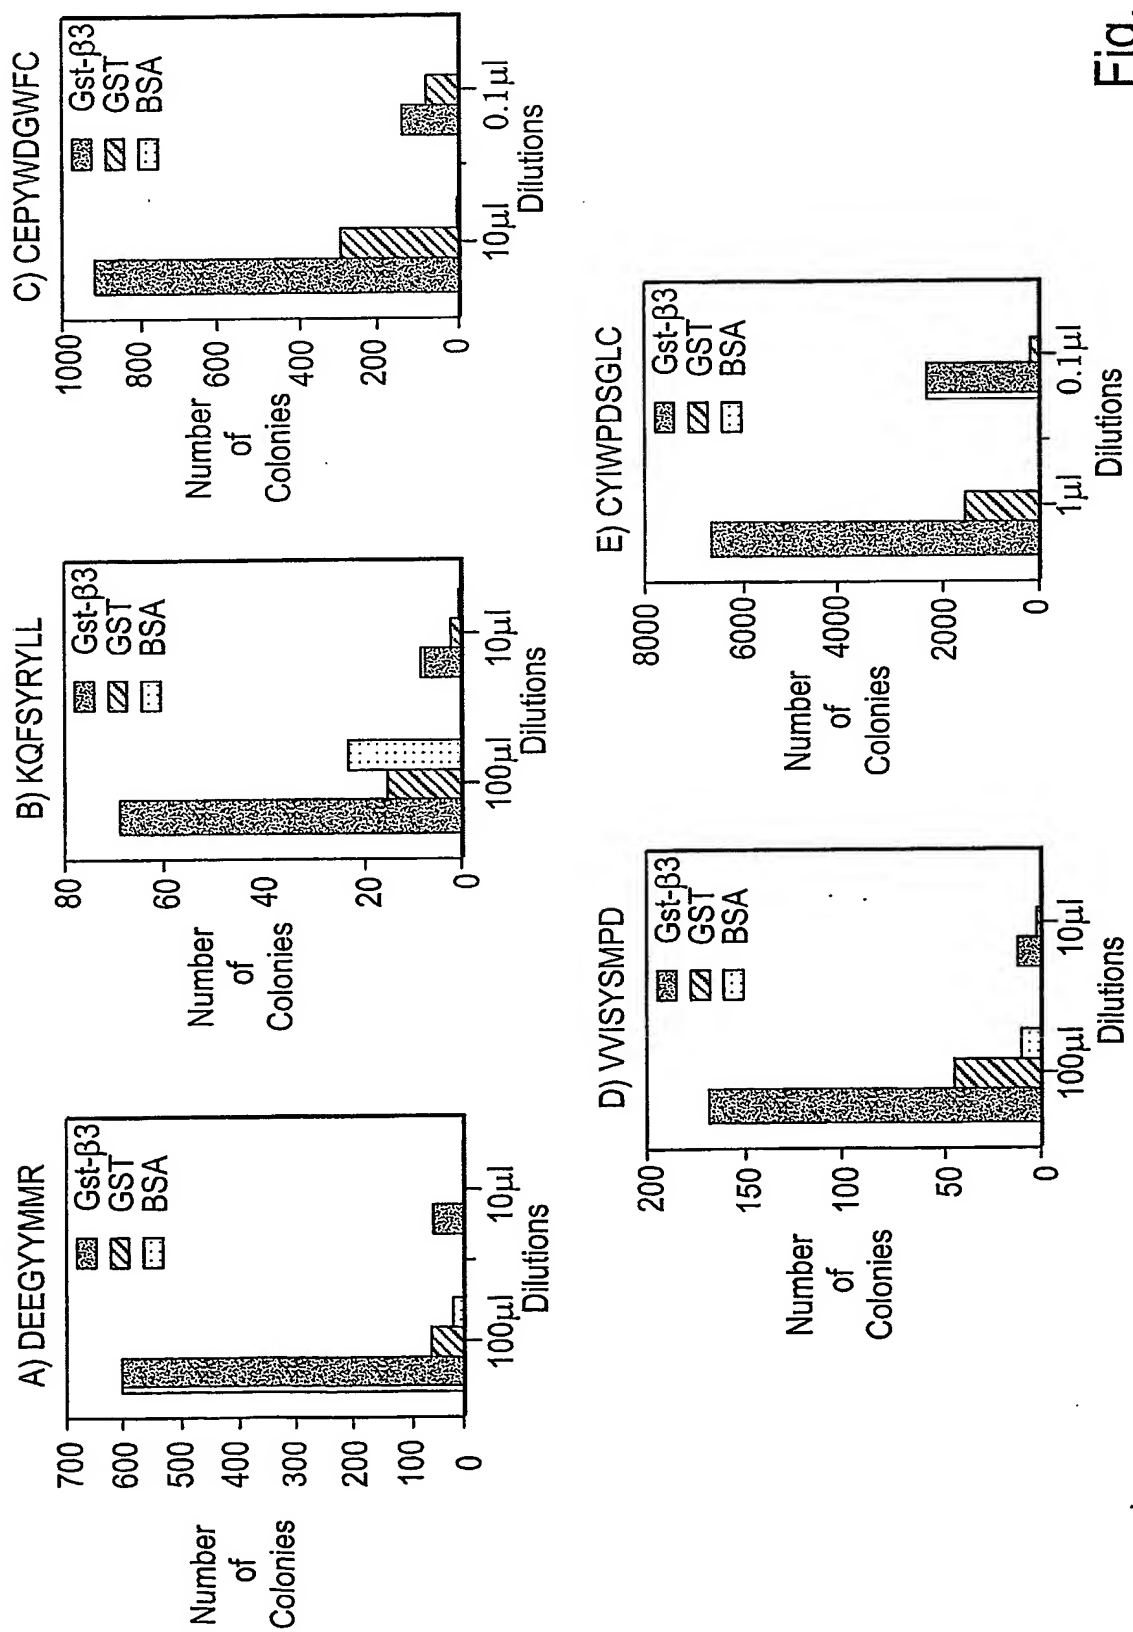 A) DEEGYYMMR
Number
of
Colonies
700
600
500
400
300
200
100
0
Gst-β3
GST
BSA
100μl
10μl
Dilutions
B) KQFSYRYLL
Number
of
Colonies
80
60
40
20
0
Gst-β3
GST
BSA
100μl
10μl
Dilutions
C) CEPYWDGWFC
Number
of
Colonies
1000
800
600
400
200
0
Gst-β3
GST
BSA
10μl
0.1μl
Dilutions
D) VVISYSMPD
Number
of
Colonies
200
150
100
50
0
Gst-β3
GST
BSA
100μl
10μl
Dilutions
E) CYIWPDSGLC
Number
of
Colonies
8000
6000
4000
2000
0
Gst-β3
GST
BSA
1μl
0.1μl
Dilutions
Fig.